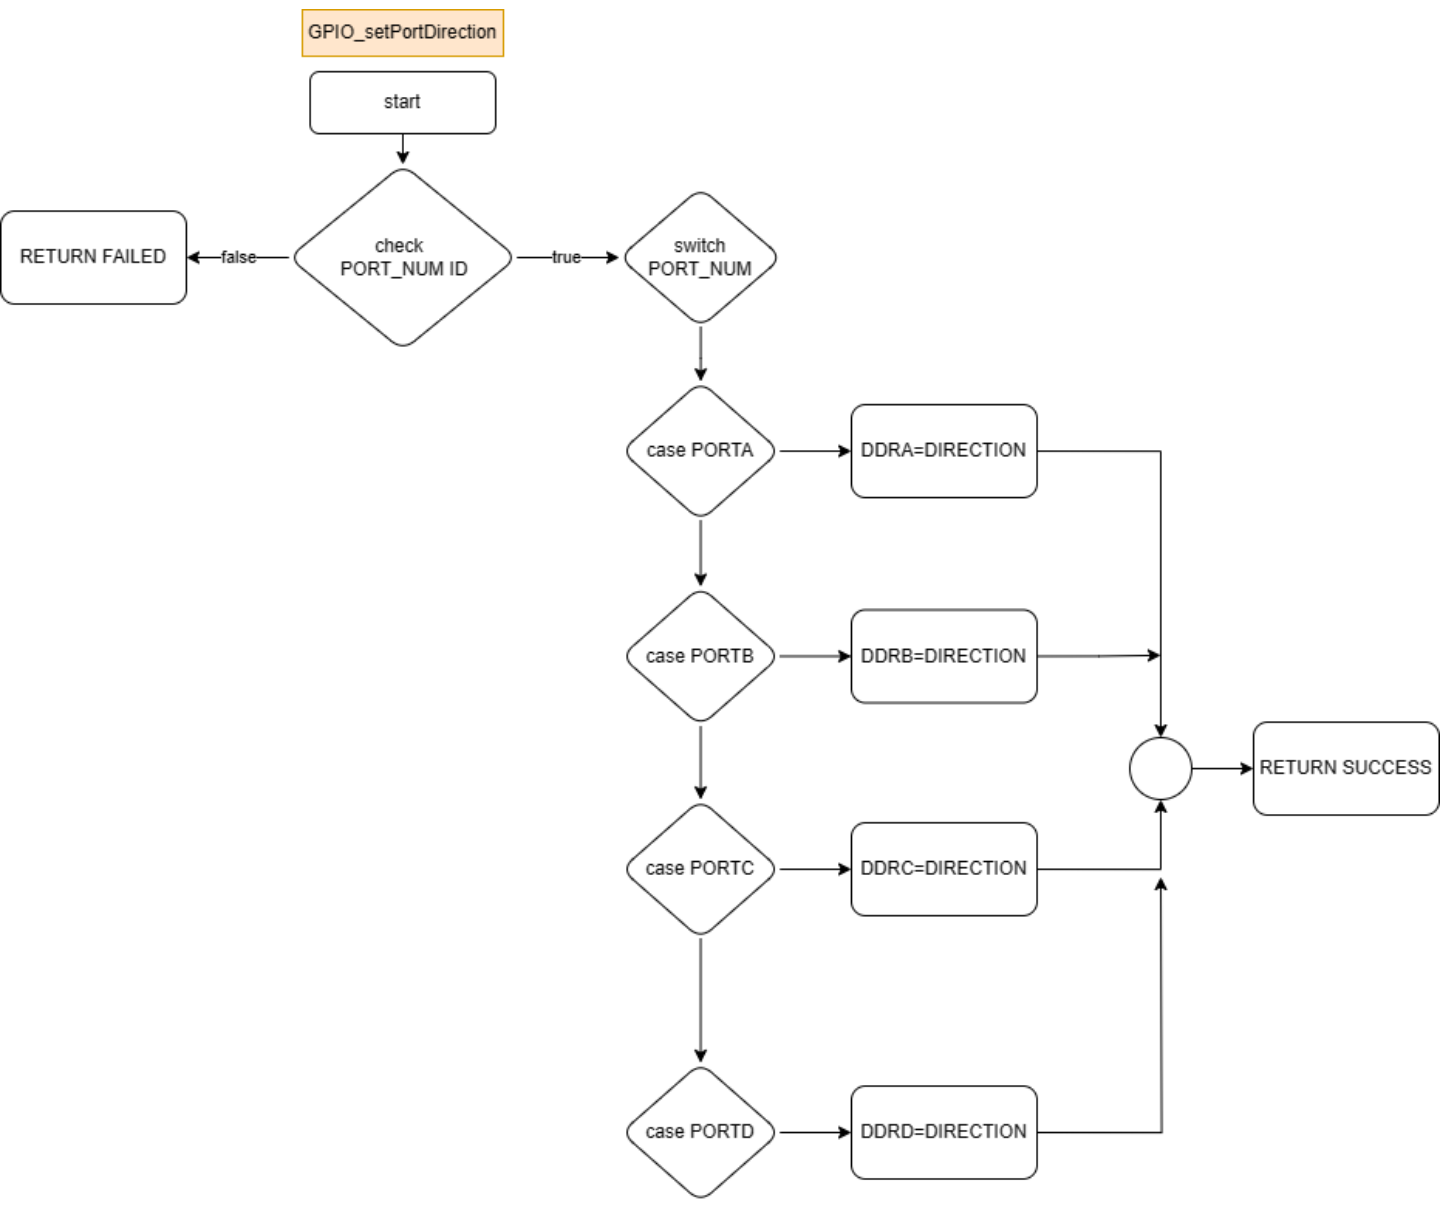 GPIO_setPortDirection
start
check
PORT_NUM ID
false
RETURN FAILED
true
switch
PORT_NUM
case PORTA
DDRA=DIRECTION
case PORTB
DDRB=DIRECTION
RETURN SUCCESS
case PORTC
DDRC=DIRECTION
case PORTD
DDRD=DIRECTION